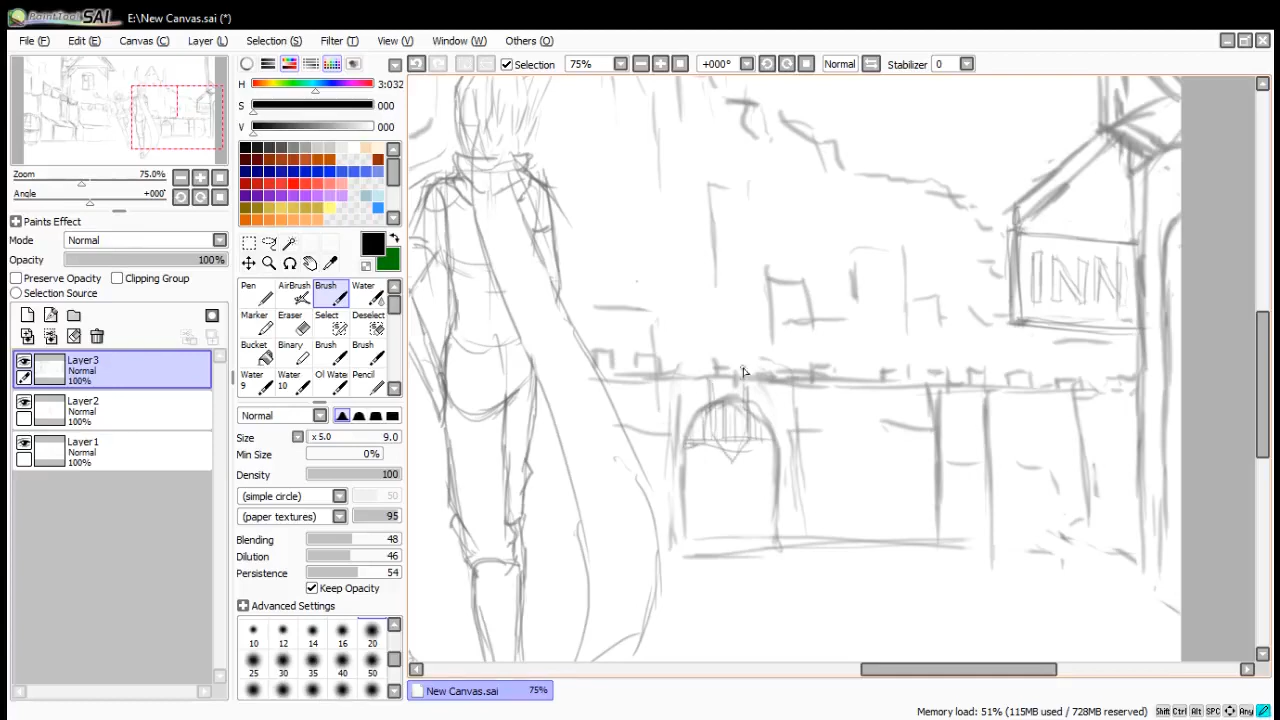 PaintTool SAI E:\New Canvas.sai (*)
File (F) Edit (E) Canvas (C) Layer (L) Selection (S) Filter (T) View (V) Window (W) Others (O)
Selection 75% +000° Normal Stabilizer 0
Zoom 75.0%
Angle +000°
Paints Effect
Mode Normal
Opacity 100%
Preserve Opacity Clipping Group
Selection Source
Layer3
Normal
100%
Layer2
Normal
100%
Layer1
Normal
100%
H 3:032
S 000
V 000
Pen AirBrush Brush Water
Marker Eraser Select Deselect
Bucket Binary Brush Brush
Water 9 Water 10 Ol Wate Pencil
Normal
Size x 5.0 9.0
Min Size 0%
Density 100
(simple circle) 50
(paper textures) 95
Blending 48
Dilution 46
Persistence 54
Keep Opacity
Advanced Settings
10 12 14 16 20
25 30 35 40 50
INN
New Canvas.sai 75%
Memory load: 51% (115MB used / 728MB reserved) Shift Ctrl Alt SPC Any